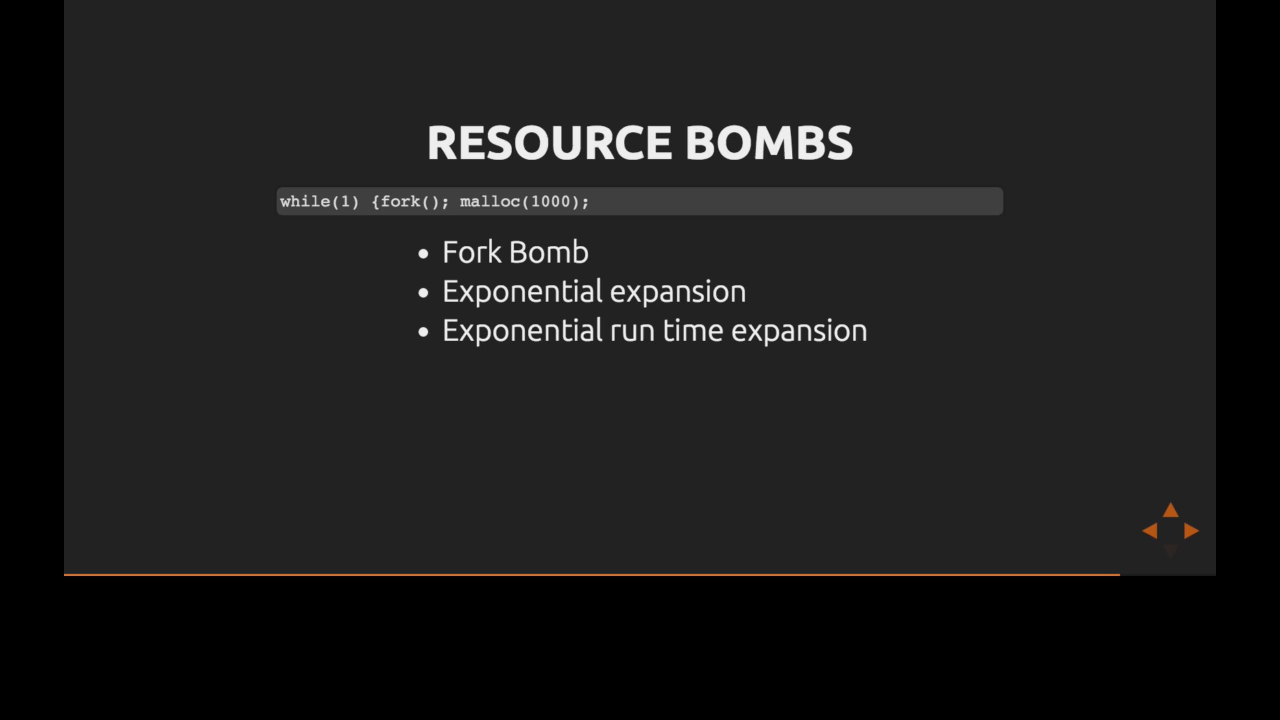 RESOURCE BOMBS
while(1) {fork(); malloc(1000);
• Fork Bomb
• Exponential expansion
• Exponential run time expansion